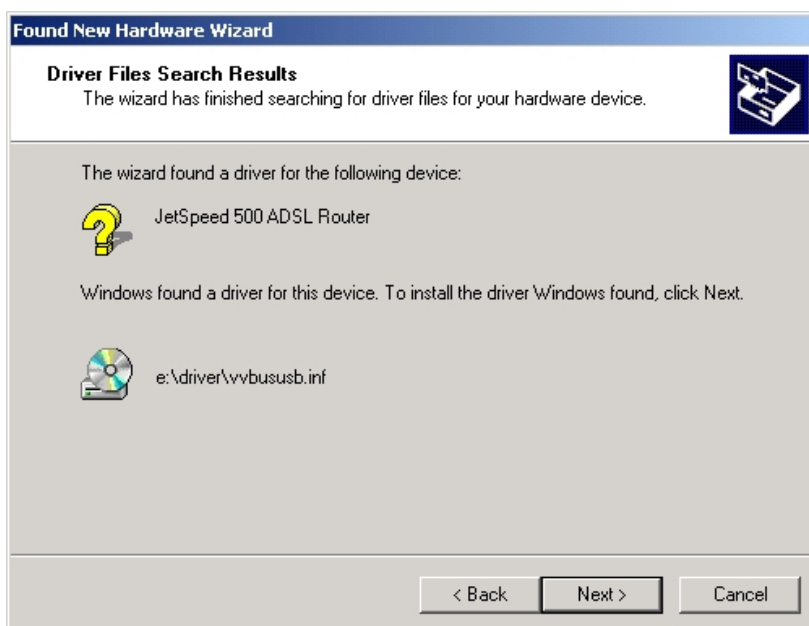 Found New Hardware Wizard
Driver Files Search Results
The wizard has finished searching for driver files for your hardware device.
The wizard found a driver for the following device:
JetSpeed 500 ADSL Router
Windows found a driver for this device. To install the driver Windows found, click Next.
e:\driver\vvbususb.inf
< Back
Next >
Cancel